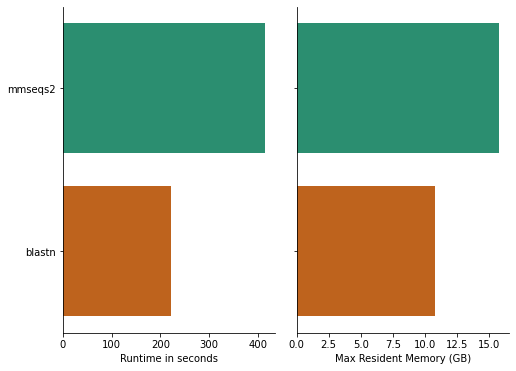 mmseqs2
blastn
0 100 200 300 400
0.0 2.5 5.0 7.5 10.0 12.5 15.0
Runtime in seconds
Max Resident Memory (GB)